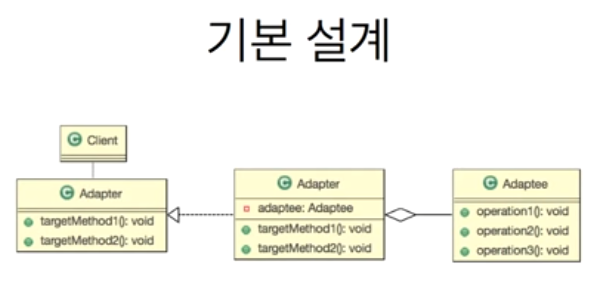 기본 설계
C Client
C Adapter
targetMethod1(): void
targetMethod2(): void
C Adapter
adaptee: Adaptee
targetMethod1(): void
targetMethod2(): void
C Adaptee
operation1(): void
operation2(): void
operation3(): void